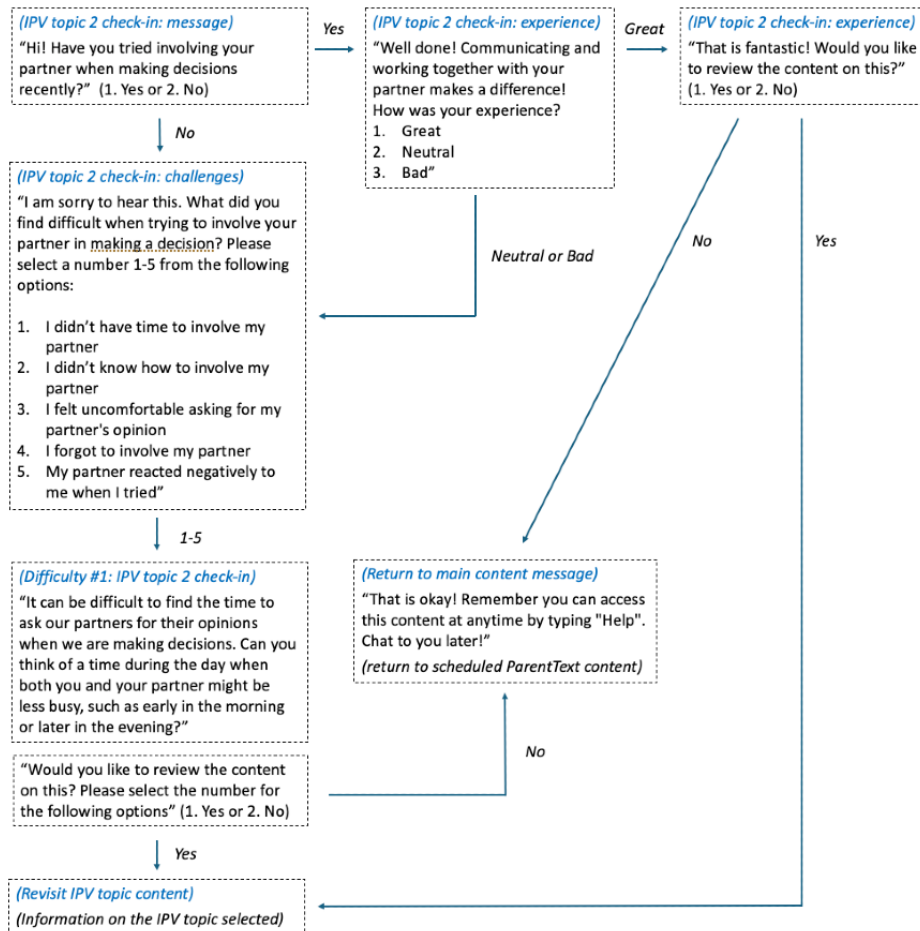 (IPV topic 2 check-in: message)
“Hi! Have you tried involving your
partner when making decisions
recently?” (1. Yes or 2. No)
Yes
(IPV topic 2 check-in: experience)
“Well done! Communicating and
working together with your
partner makes a difference!
How was your experience?
1. Great
2. Neutral
3. Bad”
Great
(IPV topic 2 check-in: experience)
“That is fantastic! Would you like
to review the content on this?”
(1. Yes or 2. No)
No
(IPV topic 2 check-in: challenges)
“I am sorry to hear this. What did you
find difficult when trying to involve your
partner in making a decision? Please
select a number 1-5 from the following
options:
1. I didn’t have time to involve my
partner
2. I didn’t know how to involve my
partner
3. I felt uncomfortable asking for my
partner's opinion
4. I forgot to involve my partner
5. My partner reacted negatively to
me when I tried”
Neutral or Bad
No
Yes
1-5
(Difficulty #1: IPV topic 2 check-in)
“It can be difficult to find the time to
ask our partners for their opinions
when we are making decisions. Can you
think of a time during the day when
both you and your partner might be
less busy, such as early in the morning
or later in the evening?”
(Return to main content message)
“That is okay! Remember you can access
this content at anytime by typing "Help".
Chat to you later!”
(return to scheduled ParentText content)
“Would you like to review the content
on this? Please select the number for
the following options” (1. Yes or 2. No)
No
Yes
(Revisit IPV topic content)
(Information on the IPV topic selected)